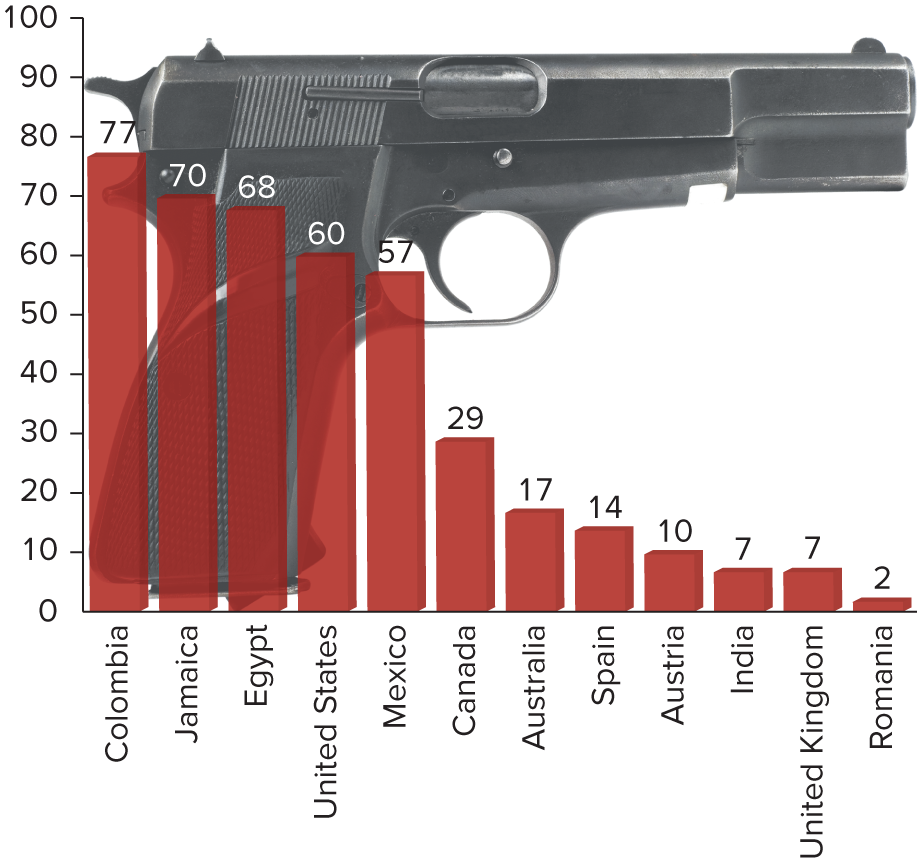 100
90
80
70
60
50
40
30
20
10
0
77
70
68
60
57
29
17
14
10
7
7
2
Colombia
Jamaica
Egypt
United States
Mexico
Canada
Australia
Spain
Austria
India
United Kingdom
Romania